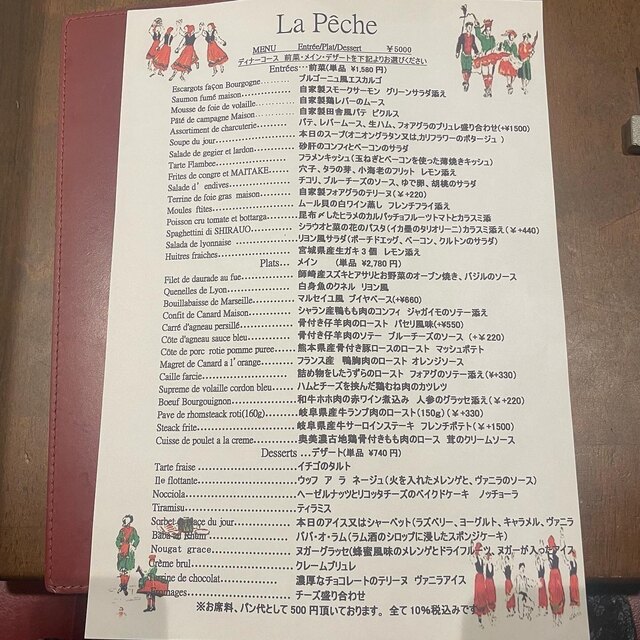 La Pêche
MENU Entrée/Plat/Dessert ￥5000
ディナーコース 前菜・メイン・デザートを下記よりお選びください
Entrées…前菜(単品 ¥1,580 円)
Escargots façon Bourgogne………ブルゴーニュ風エスカルゴ
Saumon fumé maison………自家製スモークサーモン グリーンサラダ添え
Mousse de foie de volaille………自家製鶏レバーのムース
Pâté de campagne Maison………自家製田舎風パテ ピクルス
Assortiment de charcuterie………パテ、レバームース、生ハム、フォアグラのブリュレ盛り合わせ(+¥1500)
Soupe du jour………本日のスープ(オニオングラタン又はカリフラワーのポタージュ )
Salade de gegier et lardon………砂肝のコンフィとベーコンのサラダ
Tarte Flambee………フラメンキッシュ(玉ねぎとベーコンを使った薄焼きキッシュ)
Frites de congre et MAITAKE………穴子、タラの芽、小海老のフリット レモン添え
Salade d' endives………チコリ、ブルーチーズのソース、ゆで卵、胡桃のサラダ
Terrine de foie gras maison………自家製フォアグラのテリーヌ(￥+220)
Moules ftites………ムール貝の白ワイン蒸し フレンチフライ添え
Poisson cru tomate et bottarga………昆布〆したヒラメのカルパッチョフルーツトマトとカラスミ添
Spaghettini di SHIRAUO………シラウオと菜の花のパスタ(イカ墨のタリオリーニ)カラスミ添え(￥+440)
Salada de lyonnaise………リヨン風サラダ(ポーチドエッグ、ベーコン、クルトンのサラダ)
Huitres fraiches………宮城県産生ガキ3個 レモン添え
Plats… メイン (単品 ￥2,780 円)
Filet de daurade au fue………師崎産スズキとアサリとお野菜のオーブン焼き、バジルのソース
Quenelles de Lyon………白身魚のクネル リヨン風
Bouillabaisse de Marseille………マルセイユ風 ブイヤベース(+¥660)
Confit de Canard Maison………シャラン産鴨もも肉のコンフィ ジャガイモのソテー添え
Carré d'agneau persillé………骨付き仔羊肉のロースト パセリ風味(+¥550)
Côte d'agneau sauce bleu………骨付き仔羊肉のソテー ブルーチーズのソース (+￥220)
Côte de porc rotie pomme puree………熊本県産骨付き豚ロースのロースト マッシュポテト
Magret de Canard a l'orange………フランス産 鴨胸肉のロースト オレンジソース
Caille farcie………詰め物をしたうずらのロースト フォアグのソテー添え(¥+330)
Supreme de volaille cordon bleu………ハムとチーズを挟んだ鶏むね肉のカツレツ
Boeuf Bourguignon………和牛ホホ肉の赤ワイン煮込み 人参のグラッセ添え(￥+220)
Pave de rhomsteack roti(160g)………岐阜県産牛ランプ肉のロースト(150g)(￥+330)
Steack frite………岐阜県産牛サーロインステーキ フレンチポテト(￥+1500)
Cuisse de poulet a la creme………奥美濃古地鶏骨付きもも肉のロース 茸のクリームソース
Desserts …デザート(単品 ￥740 円)
Tarte fraise………イチゴのタルト
Ile flottante………ウッフ ア ラ ネージュ(火を入れたメレンゲと、ヴァニラのソース)
Nocciola………ヘーゼルナッツとリコッタチーズのベイクドケーキ ノッチョーラ
Tiramisu………ティラミス
Sorbet glace du jour………本日のアイス又はシャーベット(ラズベリー、ヨーグルト、キャラメル、ヴァニラ
Baba au Rhum………ババ・オ・ラム(ラム酒のシロップに浸したスポンジケーキ)
Nougat grace………ヌガーグラッセ(蜂蜜風味のメレンゲとドライフルーツ、ヌガーが入ったアイス
Crème brul………クレームブリュレ
Terrine de chocolat………濃厚なチョコレートのテリーヌ ヴァニラアイス
Fromages………チーズ盛り合わせ
※お席料、パン代として 500 円頂いております。 全て10%税込みです